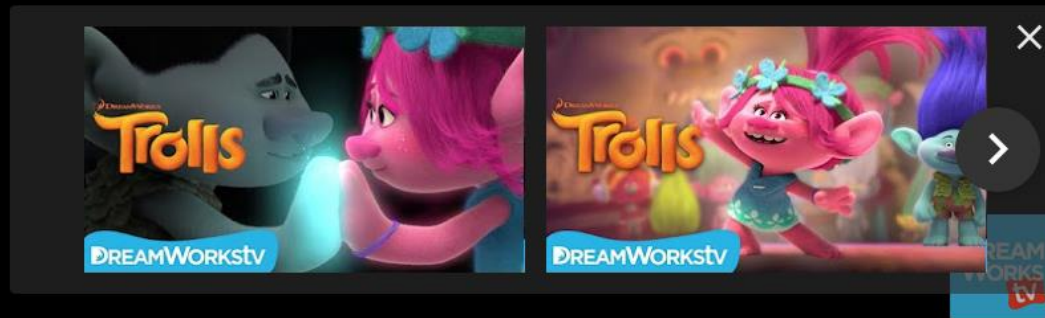 DREAMWORKS
Trolls
DREAMWORKStv
DREAMWORKS
Trolls
DREAMWORKStv
DREAM
WORKS
tv